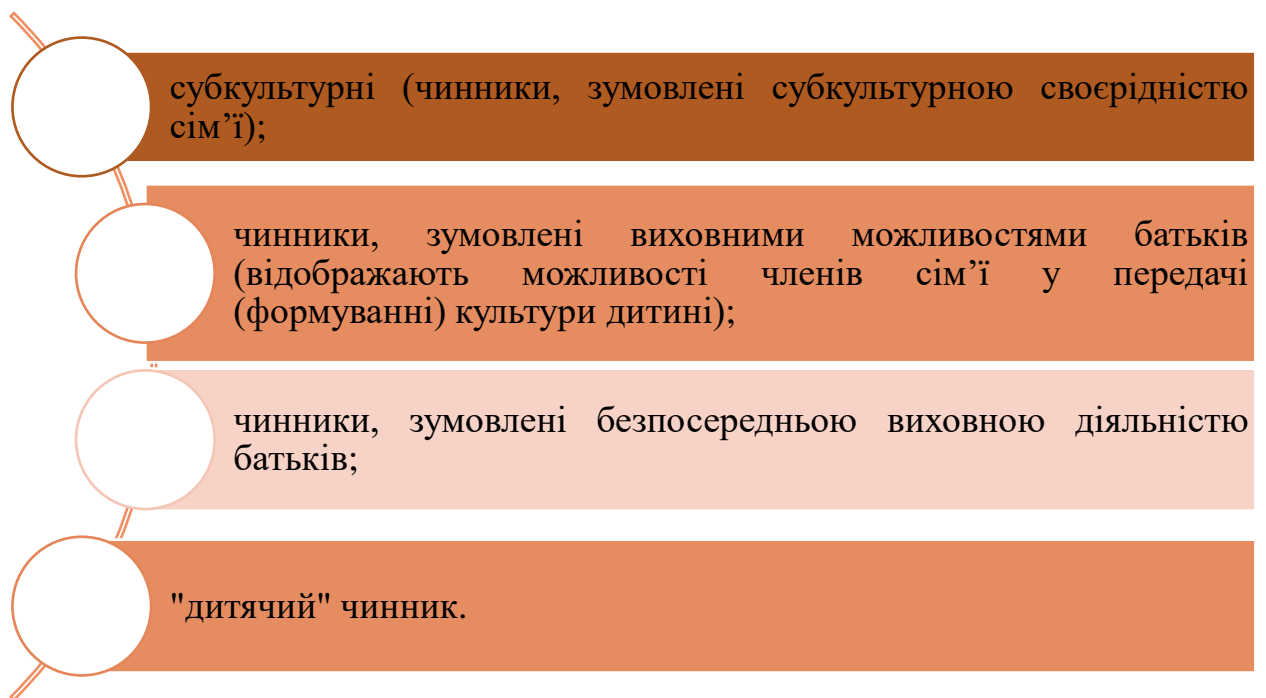 субкультурні (чинники, зумовлені субкультурною своєрідністю
сім’ї);
чинники, зумовлені виховними можливостями батьків
(відображають можливості членів сім’ї у передачі
(формуванні) культури дитині);
чинники, зумовлені безпосередньою виховною діяльністю
батьків;
"дитячий" чинник.